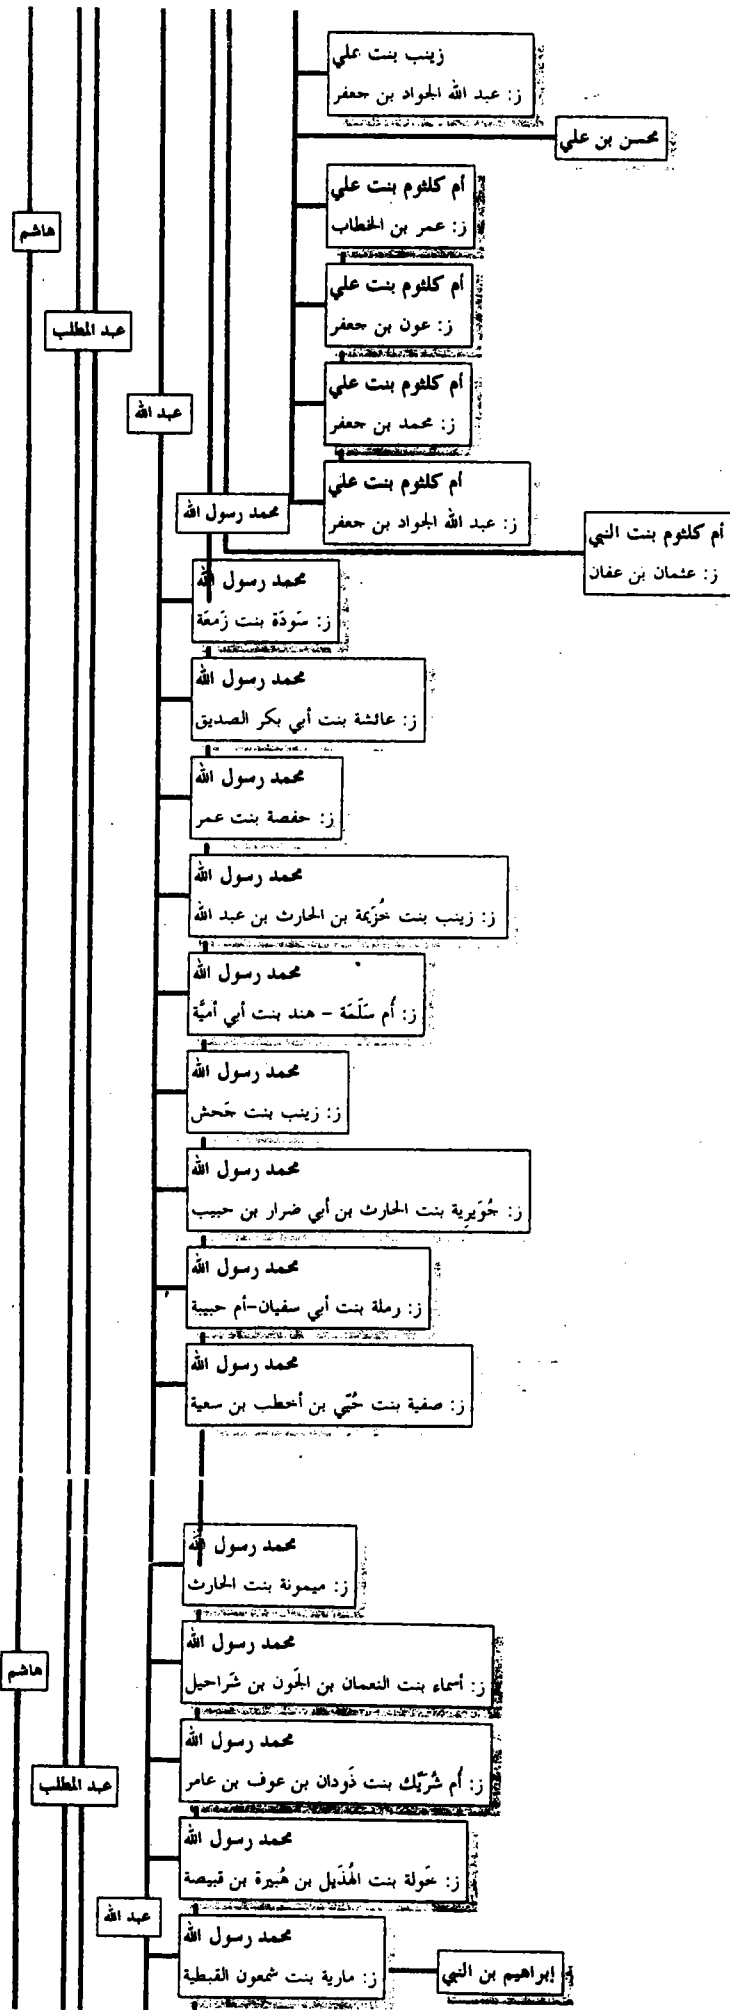 زينب بنت علي
ز: عبد الله الجواد بن جعفر
محسن بن علي
أم كلثوم بنت علي
ز: عمر بن الخطاب
هاشم
أم كلثوم بنت علي
ز: عون بن جعفر
عبد المطلب
أم كلثوم بنت علي
ز: محمد بن جعفر
عبد الله
أم كلثوم بنت علي
ز: عبد الله الجواد بن جعفر
محمد رسول الله
أم كلثوم بنت النبي
ز: عثمان بن عفان
محمد رسول الله
ز: سَودَة بنت زَمعَة
محمد رسول الله
ز: عائشة بنت أبي بكر الصديق
محمد رسول الله
ز: حفصة بنت عمر
محمد رسول الله
ز: زينب بنت خُزَيمة بن الحارث بن عبد الله
محمد رسول الله
ز: أم سَلَمَة - هند بنت أبي أميَّة
محمد رسول الله
ز: زينب بنت جَحش
محمد رسول الله
ز: جُوَيرِية بنت الحارث بن أبي ضرار بن حبيب
محمد رسول الله
ز: رملة بنت أبي سفيان-أم حبيبة
محمد رسول الله
ز: صفية بنت حُيّي بن أخطب بن سعية
محمد رسول الله
ز: ميمونة بنت الحارث
محمد رسول الله
ز: أسماء بنت النعمان بن الجَون بن شَراحيل
هاشم
محمد رسول الله
ز: أم شُرَيْك بنت ذَودان بن عوف بن عامر
عبد المطلب
محمد رسول الله
ز: خَولة بنت الهُذَيل بن هُبيرة بن قبيصة
عبد الله
محمد رسول الله
ز: مارية بنت شمعون القبطية
إبراهيم بن النبي